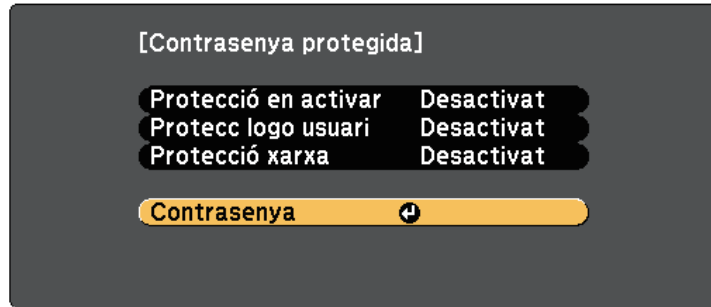 [Contrasenya protegida]
Protecció en activar Desactivat
Protecc logo usuari Desactivat
Protecció xarxa Desactivat
Contrasenya